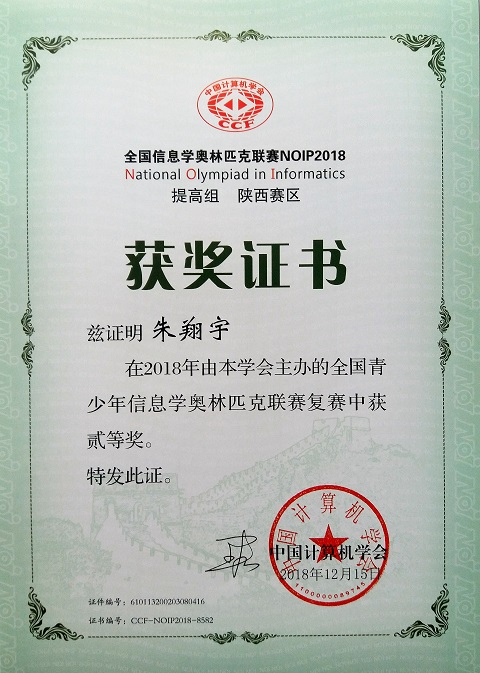 中国计算机学会
CCF
全国信息学奥林匹克联赛NOIP2018
National Olympiad in Informatics
提高组 陕西赛区
获奖证书
兹证明 朱翔宇
在2018年由本学会主办的全国青
少年信息学奥林匹克联赛复赛中获
贰等奖。
特发此证。
中国计算机学会
中国计算机学会
2018年12月15日
证件编号：610113200203080416
证书编号：CCF-NOIP2018-8582